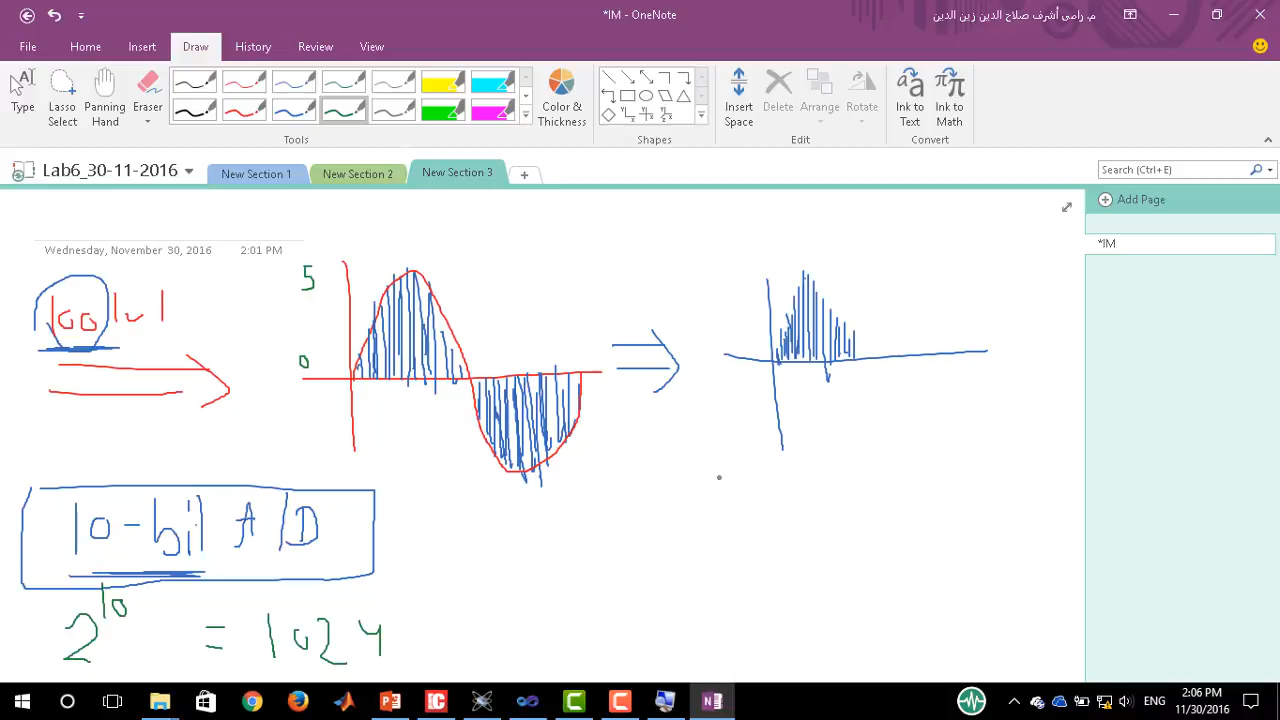 *IM - OneNote
م. رامى أشرف صلاح الدين زين الدين
File Home Insert Draw History Review View
Type
Lasso Select
Panning Hand
Eraser
Color & Thickness
Insert Space
Delete
Arrange
Rotate
Ink to Text
Ink to Math
Tools
Shapes
Edit
Convert
Lab6_30-11-2016
New Section 1
New Section 2
New Section 3
Search (Ctrl+E)
Add Page
*IM
Wednesday, November 30, 2016 2:01 PM
5
0
10-bit A D
2^10 = 1024
ENG
2:06 PM
11/30/2016